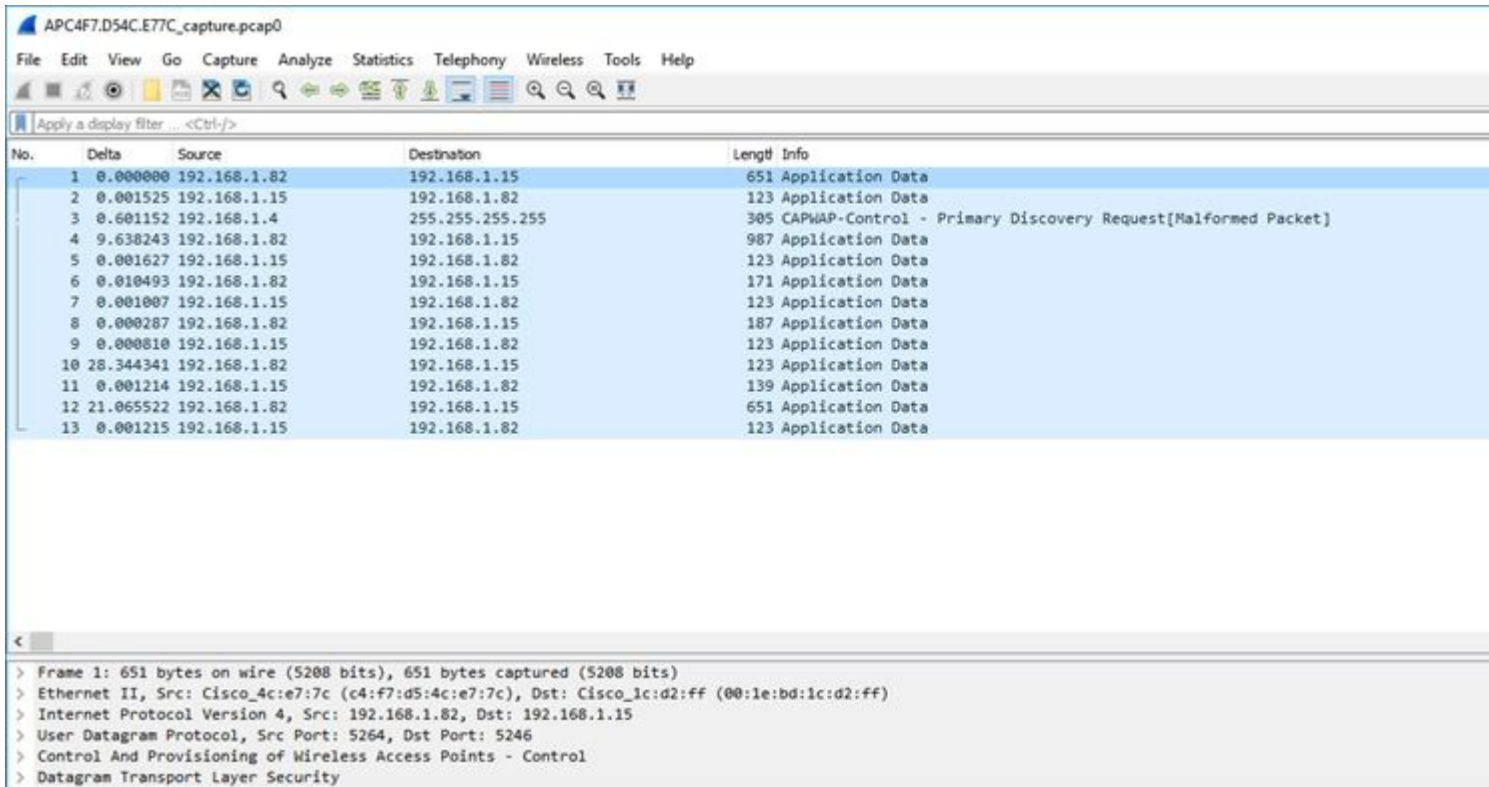 APC4F7.D54C.E77C_capture.pcap0
File Edit View Go Capture Analyze Statistics Telephony Wireless Tools Help
Apply a display filter ... <Ctrl-/>
No. Delta Source Destination Lengtł Info
1 0.000000 192.168.1.82 192.168.1.15 651 Application Data
2 0.001525 192.168.1.15 192.168.1.82 123 Application Data
3 0.601152 192.168.1.4 255.255.255.255 305 CAPWAP-Control - Primary Discovery Request[Malformed Packet]
4 9.638243 192.168.1.82 192.168.1.15 987 Application Data
5 0.001627 192.168.1.15 192.168.1.82 123 Application Data
6 0.010493 192.168.1.82 192.168.1.15 171 Application Data
7 0.001007 192.168.1.15 192.168.1.82 123 Application Data
8 0.000287 192.168.1.82 192.168.1.15 187 Application Data
9 0.000810 192.168.1.15 192.168.1.82 123 Application Data
10 28.344341 192.168.1.82 192.168.1.15 123 Application Data
11 0.001214 192.168.1.15 192.168.1.82 139 Application Data
12 21.065522 192.168.1.82 192.168.1.15 651 Application Data
13 0.001215 192.168.1.15 192.168.1.82 123 Application Data
> Frame 1: 651 bytes on wire (5208 bits), 651 bytes captured (5208 bits)
> Ethernet II, Src: Cisco_4c:e7:7c (c4:f7:d5:4c:e7:7c), Dst: Cisco_1c:d2:ff (00:1e:bd:1c:d2:ff)
> Internet Protocol Version 4, Src: 192.168.1.82, Dst: 192.168.1.15
> User Datagram Protocol, Src Port: 5264, Dst Port: 5246
> Control And Provisioning of Wireless Access Points - Control
> Datagram Transport Layer Security